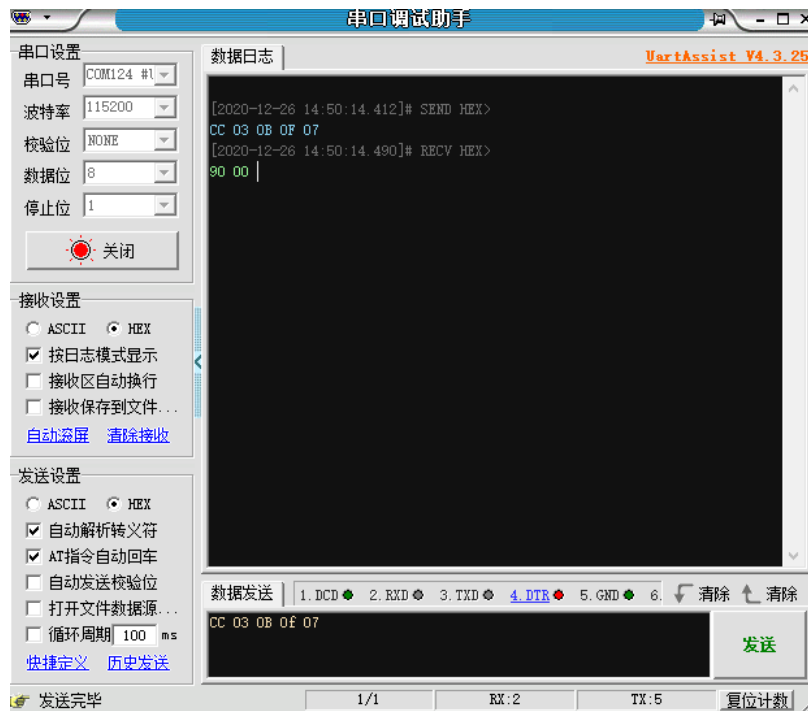 串口调试助手
串口设置
串口号 COM124 #U
波特率 115200
校验位 NONE
数据位 8
停止位 1
关闭
接收设置
ASCII HEX
按日志模式显示
接收区自动换行
接收保存到文件...
自动滚屏 清除接收
发送设置
ASCII HEX
自动解析转义符
AT指令自动回车
自动发送校验位
打开文件数据源...
循环周期 100 ms
快捷定义 历史发送
数据日志 UartAssist V4.3.25
[2020-12-26 14:50:14.412]# SEND HEX>
CC 03 0B 0F 07
[2020-12-26 14:50:14.490]# RECV HEX>
90 00
数据发送 1.DCD 2.RXD 3.TXD 4.DTR 5.GND 6. 清除 清除
CC 03 0B 0f 07
发送
发送完毕 1/1 RX:2 TX:5 复位计数